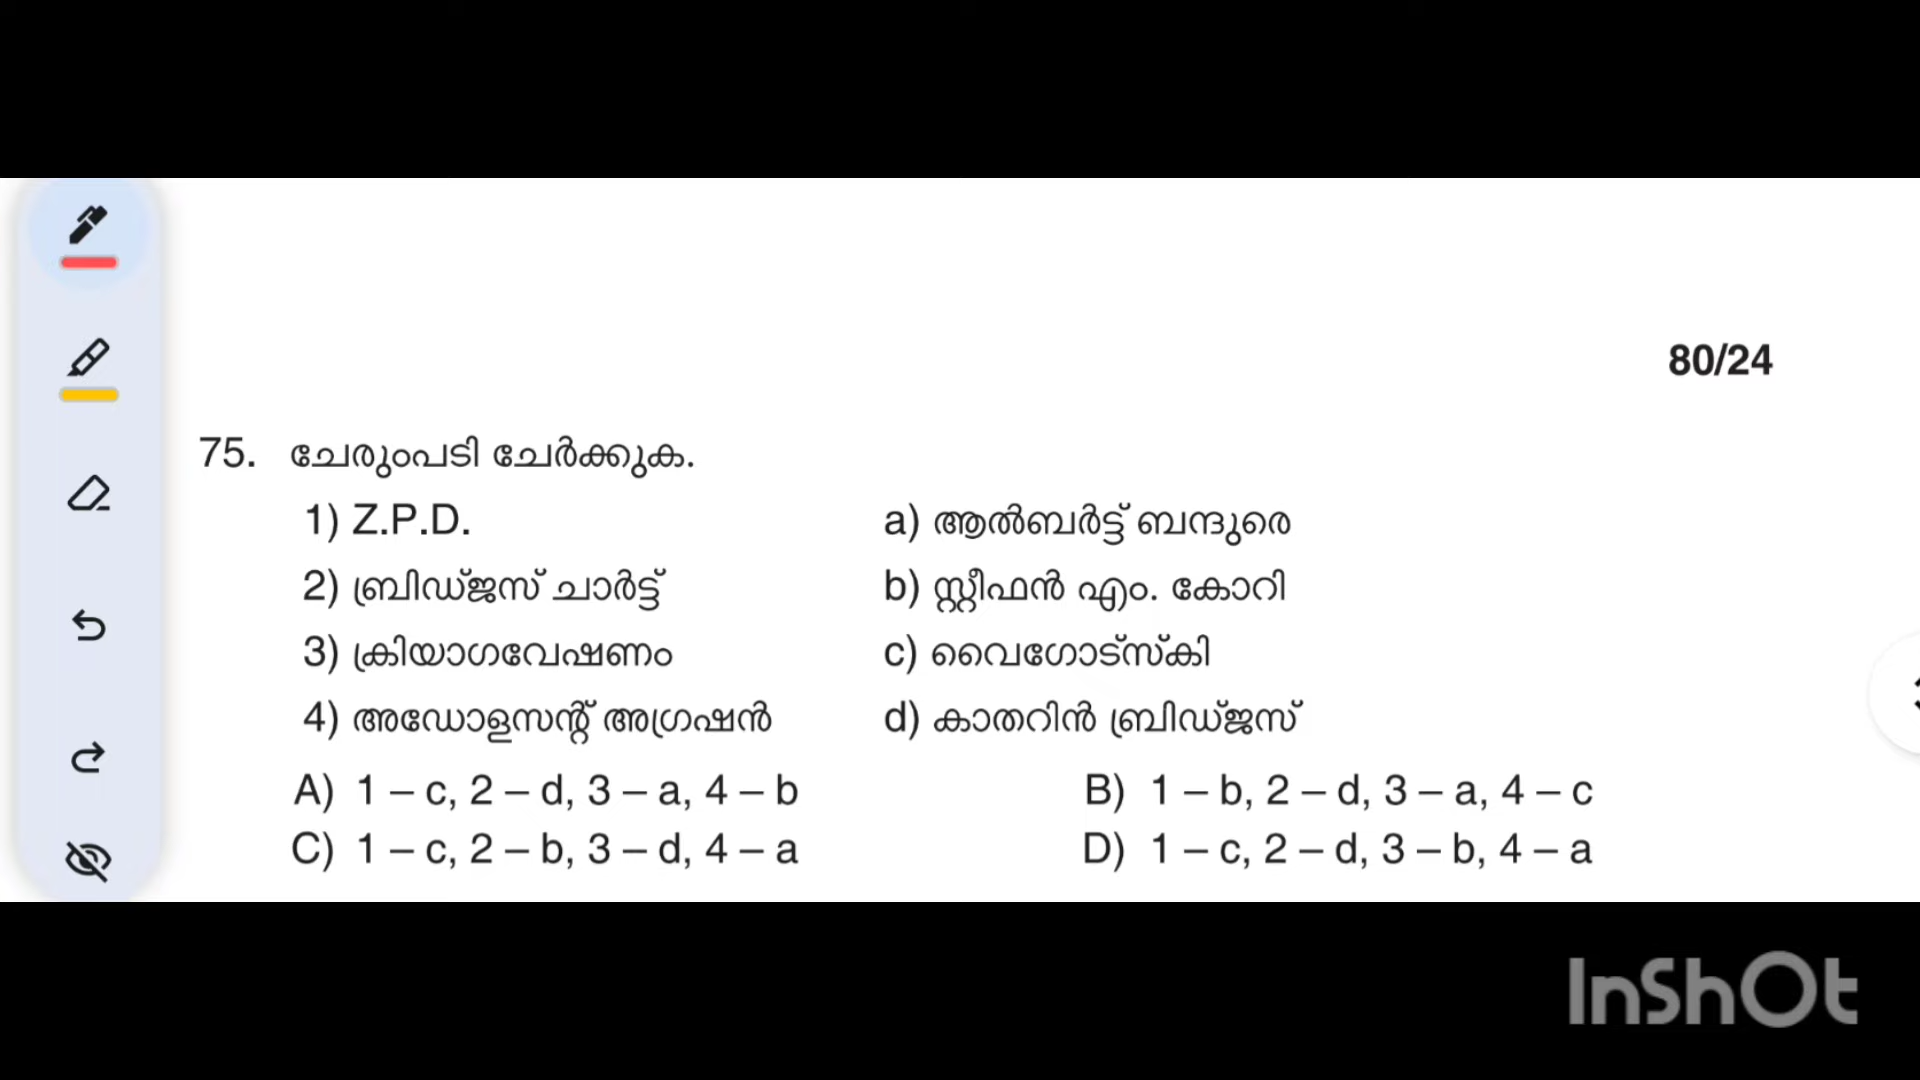 80/24
75. ചേരുംപടി ചേർക്കുക.
1) Z.P.D. a) ആൽബർട്ട് ബന്ദുരെ
2) ബ്രിഡ്ജസ് ചാർട്ട് b) സ്റ്റീഫൻ എം. കോറി
3) ക്രിയാഗവേഷണം c) വൈഗോട്സ്കി
4) അഡോളസന്റ് അഗ്രഷൻ d) കാതറിൻ ബ്രിഡ്ജസ്
A) 1 – c, 2 – d, 3 – a, 4 – b B) 1 – b, 2 – d, 3 – a, 4 – c
C) 1 – c, 2 – b, 3 – d, 4 – a D) 1 – c, 2 – d, 3 – b, 4 – a
InShOt